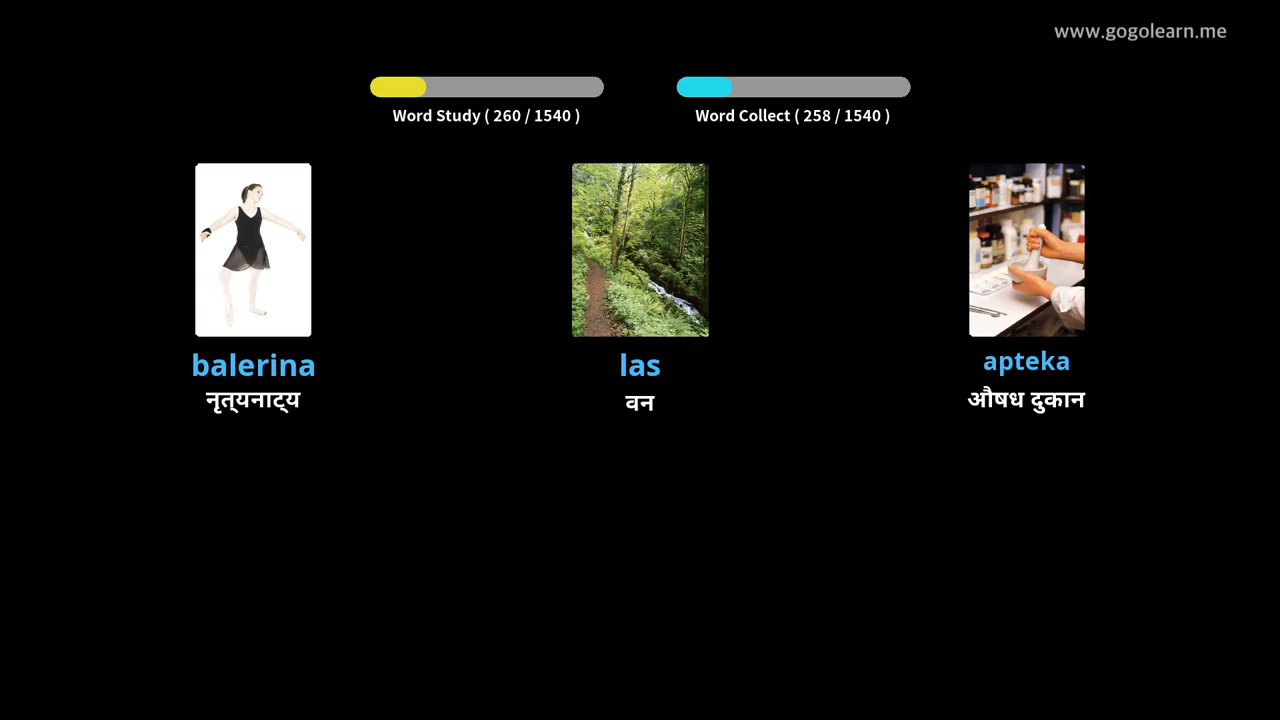 www.gogolearn.me
Word Study ( 260 / 1540 )
Word Collect ( 258 / 1540 )
balerina
नृत्यनाट्य
las
वन
apteka
औषध दुकान